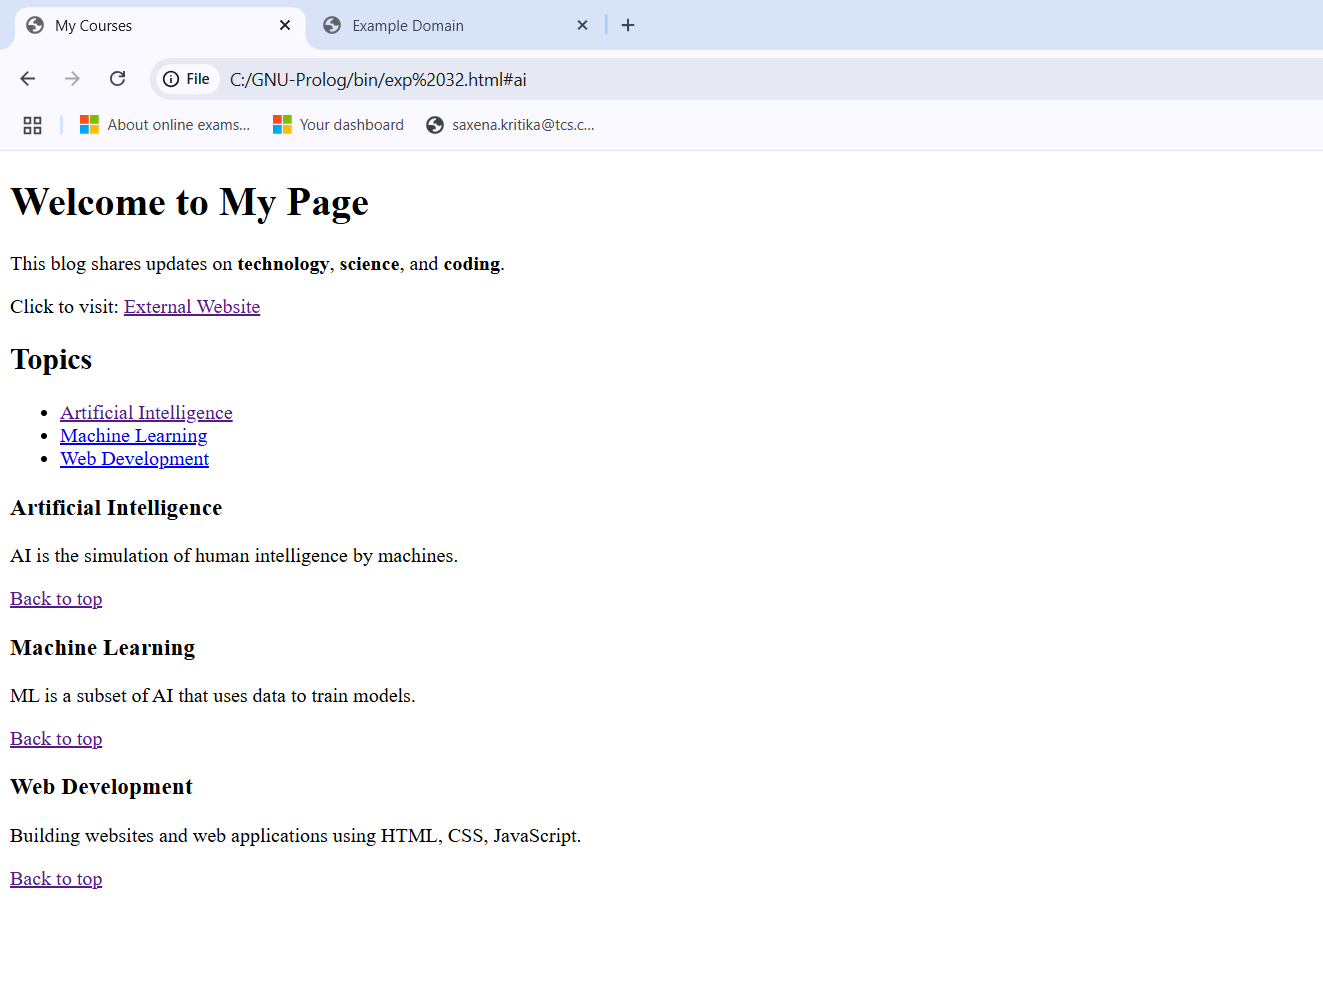 My Courses
Example Domain
File C:/GNU-Prolog/bin/exp%2032.html#ai
About online exams... Your dashboard saxena.kritika@tcs.c...
Welcome to My Page
This blog shares updates on technology, science, and coding.
Click to visit: External Website
Topics
Artificial Intelligence
Machine Learning
Web Development
Artificial Intelligence
AI is the simulation of human intelligence by machines.
Back to top
Machine Learning
ML is a subset of AI that uses data to train models.
Back to top
Web Development
Building websites and web applications using HTML, CSS, JavaScript.
Back to top